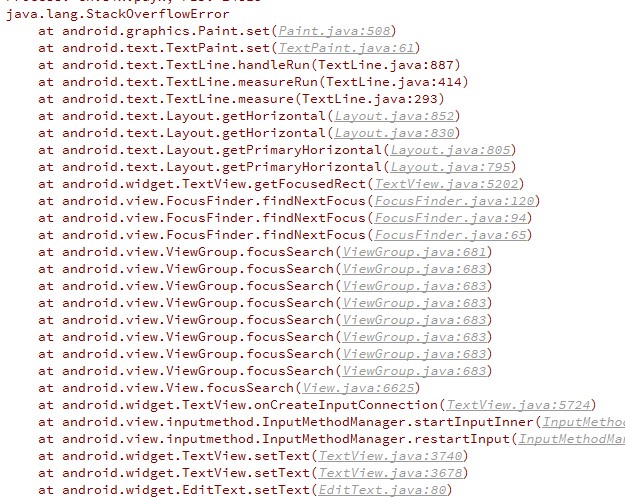 java.lang.StackOverflowError
at android.graphics.Paint.set(Paint.java:508)
at android.text.TextPaint.set(TextPaint.java:61)
at android.text.TextLine.handleRun(TextLine.java:887)
at android.text.TextLine.measureRun(TextLine.java:414)
at android.text.TextLine.measure(TextLine.java:293)
at android.text.Layout.getHorizontal(Layout.java:852)
at android.text.Layout.getHorizontal(Layout.java:830)
at android.text.Layout.getPrimaryHorizontal(Layout.java:805)
at android.text.Layout.getPrimaryHorizontal(Layout.java:795)
at android.widget.TextView.getFocusedRect(TextView.java:5202)
at android.view.FocusFinder.findNextFocus(FocusFinder.java:120)
at android.view.FocusFinder.findNextFocus(FocusFinder.java:94)
at android.view.FocusFinder.findNextFocus(FocusFinder.java:65)
at android.view.ViewGroup.focusSearch(ViewGroup.java:681)
at android.view.ViewGroup.focusSearch(ViewGroup.java:683)
at android.view.ViewGroup.focusSearch(ViewGroup.java:683)
at android.view.ViewGroup.focusSearch(ViewGroup.java:683)
at android.view.ViewGroup.focusSearch(ViewGroup.java:683)
at android.view.ViewGroup.focusSearch(ViewGroup.java:683)
at android.view.ViewGroup.focusSearch(ViewGroup.java:683)
at android.view.ViewGroup.focusSearch(ViewGroup.java:683)
at android.view.View.focusSearch(View.java:6625)
at android.widget.TextView.onCreateInputConnection(TextView.java:5724)
at android.view.inputmethod.InputMethodManager.startInputInner(InputMetho
at android.view.inputmethod.InputMethodManager.restartInput(InputMethodMa
at android.widget.TextView.setText(TextView.java:3740)
at android.widget.TextView.setText(TextView.java:3678)
at android.widget.EditText.setText(EditText.java:80)